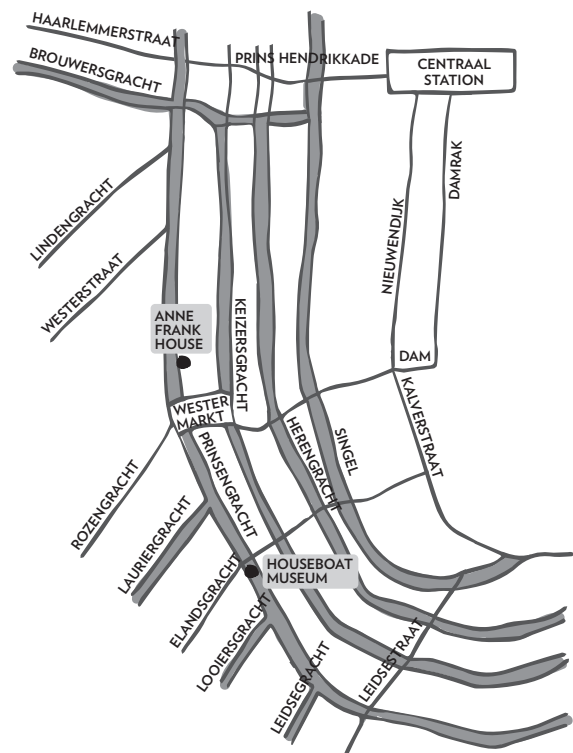 HAARLEMMERSTRAAT
PRINS HENDRIKKADE
CENTRAAL
STATION
BROUWERSGRACHT
DAMRAK
NIEUWENDIJK
LINDENGRACHT
WESTERSTRAAT
ANNE
FRANK
HOUSE
KEIZERSGRACHT
DAM
WESTER
MARKT
KALVERSTRAAT
HERENGRACHT
SINGEL
PRINSENGRACHT
ROZENGRACHT
LAURIERGRACHT
ELANDSGRACHT
HOUSEBOAT
MUSEUM
LOOIERSGRACHT
LEIDSEGRACHT
LEIDSESTRAAT